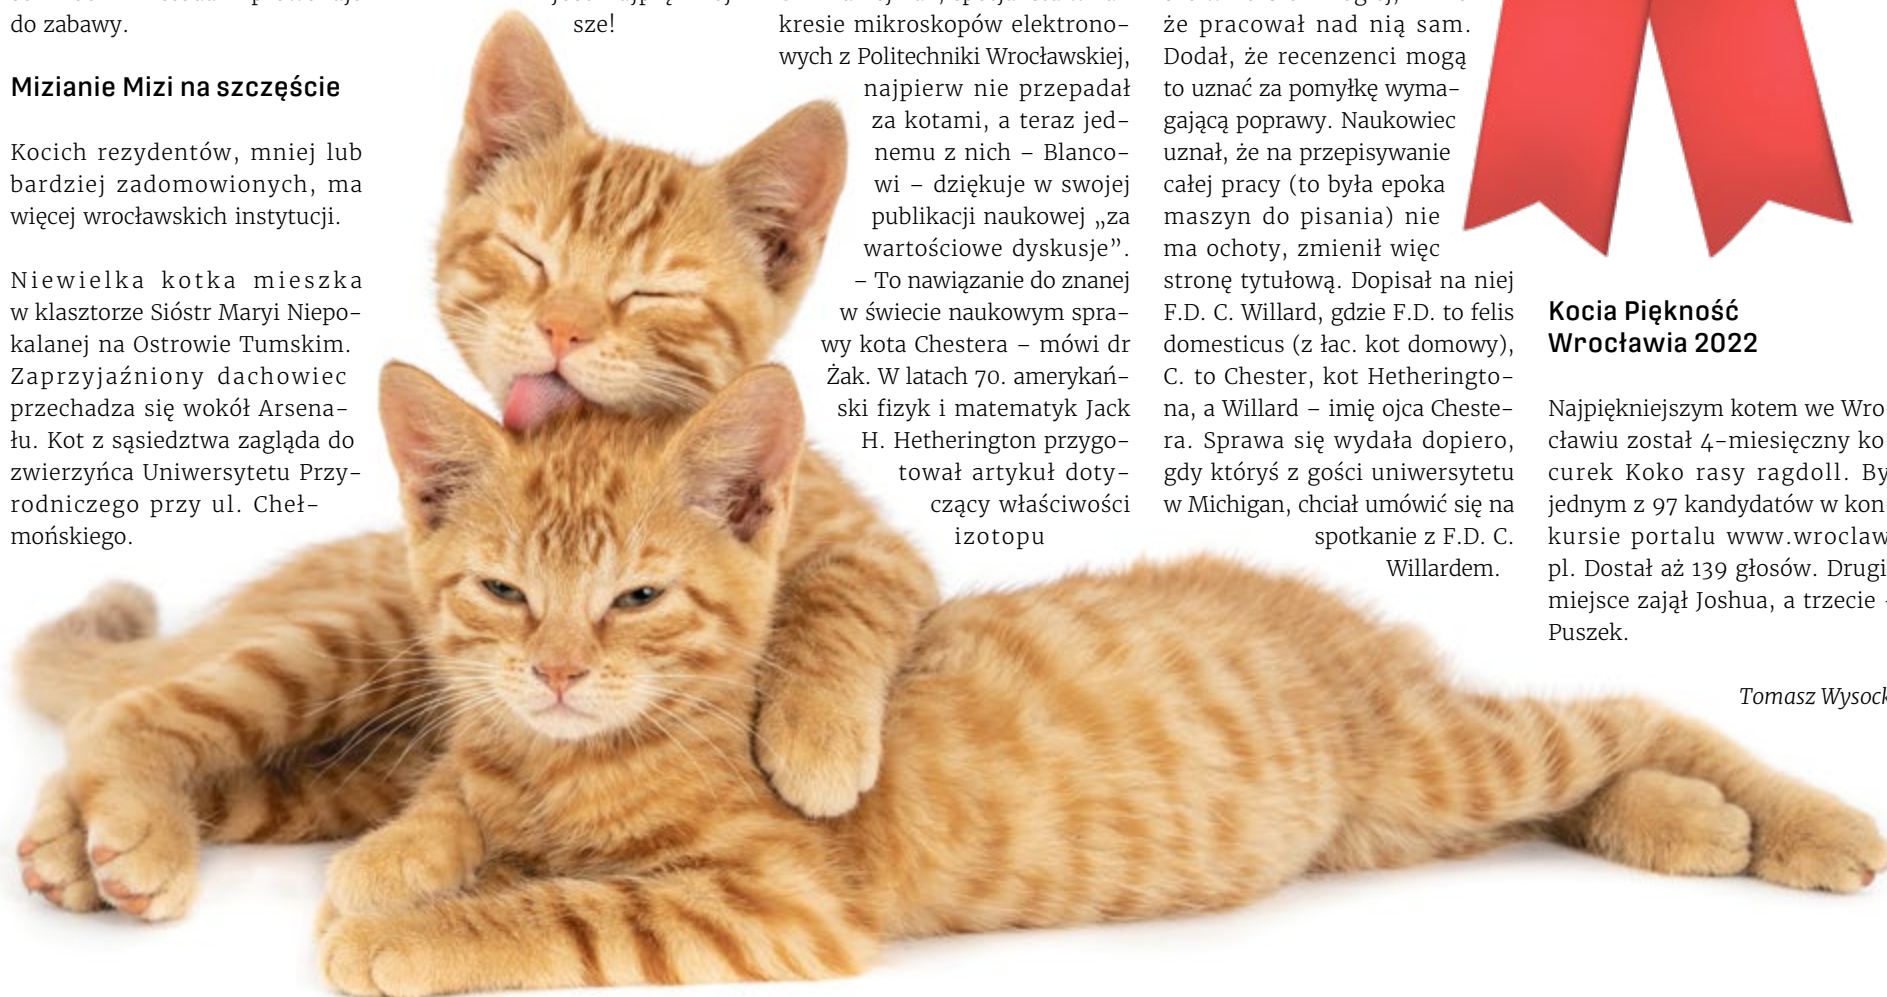 do zabawy.
Mizianie Mizi na szczęście
Kocich rezydentów, mniej lub
bardziej zadomowionych, ma
więcej wrocławskich instytucji.
Niewielka kotka mieszka
w klasztorze Sióstr Maryi Niepo-
kalanej na Ostrowie Tumskim.
Zaprzyjaźniony dachowiec
przechadza się wokół Arsena-
łu. Kot z sąsiedztwa zagląda do
zwierzyńca Uniwersytetu Przy-
rodniczego przy ul. Cheł-
mońskiego.
sze!
kresie mikroskopów elektrono-
wych z Politechniki Wrocławskiej,
najpierw nie przepadał
za kotami, a teraz jed-
nemu z nich – Blanco-
wi – dziękuje w swojej
publikacji naukowej „za
wartościowe dyskusje”.
– To nawiązanie do znanej
w świecie naukowym spra-
wy kota Chestera – mówi dr
Żak. W latach 70. amerykań-
ski fizyk i matematyk Jack
H. Hetherington przygo-
tował artykuł doty-
czący właściwości
izotopu
że pracował nad nią sam.
Dodał, że recenzenci mogą
to uznać za pomyłkę wyma-
gającą poprawy. Naukowiec
uznał, że na przepisywanie
całej pracy (to była epoka
maszyn do pisania) nie
ma ochoty, zmienił więc
stronę tytułową. Dopisał na niej
F.D. C. Willard, gdzie F.D. to felis
domesticus (z łac. kot domowy),
C. to Chester, kot Hetheringto-
na, a Willard – imię ojca Cheste-
ra. Sprawa się wydała dopiero,
gdy któryś z gości uniwersytetu
w Michigan, chciał umówić się na
spotkanie z F.D. C.
Willardem.
Kocia Piękność
Wrocławia 2022
Najpiękniejszym kotem we Wro
cławiu został 4-miesięczny ko
curek Koko rasy ragdoll. By
jednym z 97 kandydatów w kon
kursie portalu www.wroclaw
pl. Dostał aż 139 głosów. Drugi
miejsce zajął Joshua, a trzecie
Puszek.
Tomasz Wysock